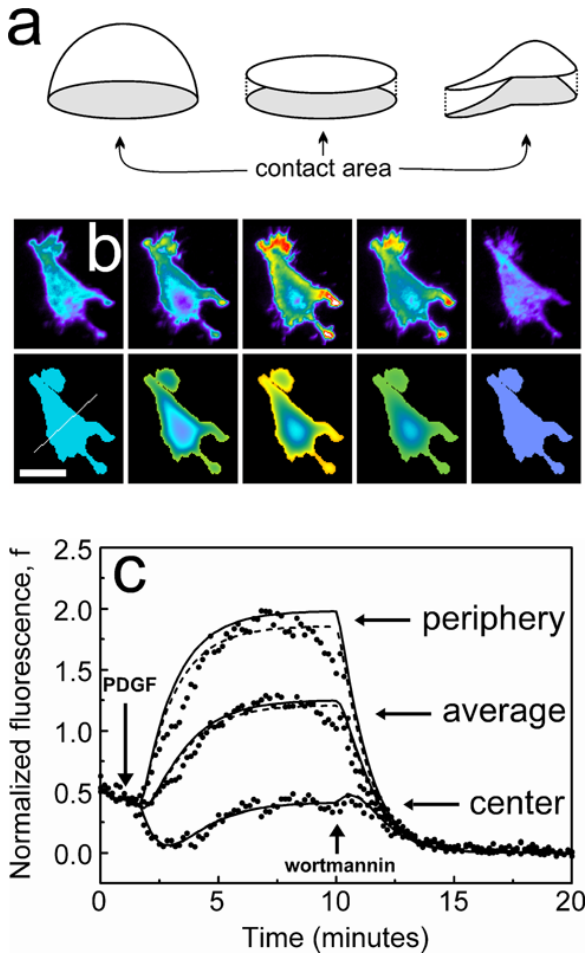 a
contact area
b
c
Normalized fluorescence, f
2.5
2.0
1.5
1.0
0.5
0.0
PDGF
periphery
average
center
wortmannin
0
5
10
15
20
Time (minutes)